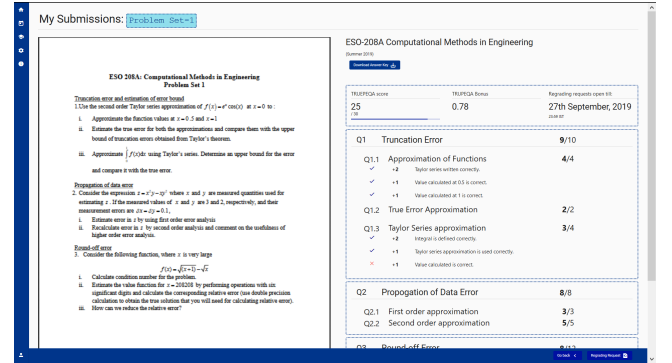 My Submissions: Problem Set-1
ESO 208A: Computational Methods in Engineering
Problem Set 1
Truncation error and estimation of error bound
1.Use the second order Taylor series approximation of f(x)=eˣ cos(x) at x=0 to :
i. Approximate the function values at x=0.5 and x=1
ii. Estimate the true error for both the approximations and compare them with the upper
bound of truncation errors obtained from Taylor's theorem.
iii. Approximate ∫f(x)dx using Taylor's series. Determine an upper bound for the error
and compare it with the true error.
Propagation of data error
2. Consider the expression where x and y are measured quantities used for
estimating z. If the measured values of x and y are 3 and 2, respectively, and their
measurement errors are Δx=Δy=0.1,
i. Estimate error in z by using first order error analysis
ii. Recalculate error in z by second order analysis and comment on the usefulness of
higher order error analysis.
Round-off error
3. Consider the following function, where x is very large
f(x)=√(x+1)-√x
i. Calculate condition number for the problem.
ii. Estimate the value function for x=208208 by performing operations with six
significant digits and calculate the corresponding relative error (use double precision
calculation to obtain the true solution that you will need for calculating relative error).
iii. How can we reduce the relative error?
ESO-208A Computational Methods in Engineering
(Summer 2019)
Download Answer Key
TRUPEQA score
25
/ 30
TRUPEQA Bonus
0.78
Regrading requests open till
27th September, 2019
23:59 IST
Q1 Truncation Error 9/10
Q1.1 Approximation of Functions 4/4
+2 Taylor series written correctly.
+1 Value calculated at 0.5 is correct.
+1 Value calculated at 1 is correct.
Q1.2 True Error Approximation 2/2
Q1.3 Taylor Series approximation 3/4
+2 Integral is defined correctly.
+1 Taylor series approximation is used correctly.
+1 Value calculated is correct.
Q2 Propogation of Data Error 8/8
Q2.1 First order approximation 3/3
Q2.2 Second order approximation 5/5
Q3 Round-off Error 8/12
Go back
Regrading Request